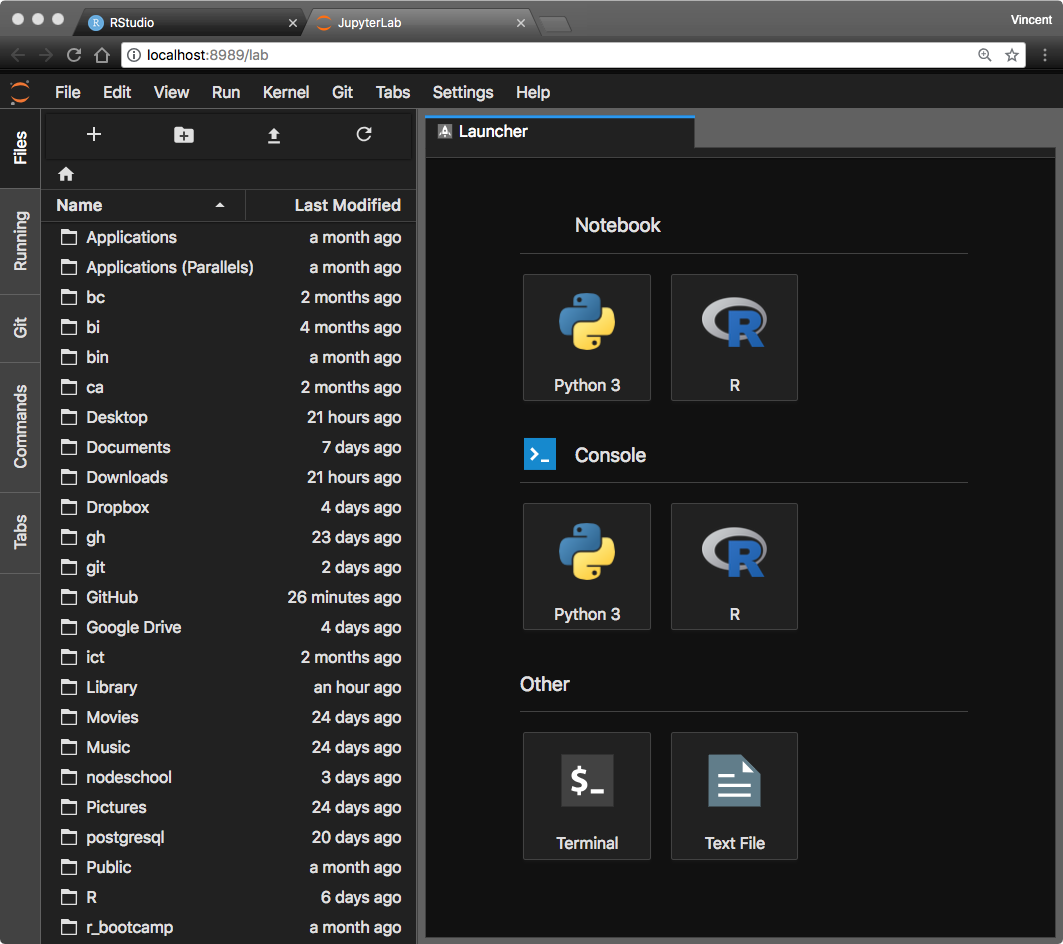 RStudio
JupyterLab
Vincent
localhost:8989/lab
File Edit View Run Kernel Git Tabs Settings Help
Files
Running
Git
Commands
Tabs
Name Last Modified
Applications a month ago
Applications (Parallels) a month ago
bc 2 months ago
bi 4 months ago
bin a month ago
ca 2 months ago
Desktop 21 hours ago
Documents 7 days ago
Downloads 21 hours ago
Dropbox 4 days ago
gh 23 days ago
git 2 days ago
GitHub 26 minutes ago
Google Drive 4 days ago
ict 2 months ago
Library an hour ago
Movies 24 days ago
Music 24 days ago
nodeschool 3 days ago
Pictures 24 days ago
postgresql 20 days ago
Public a month ago
R 6 days ago
r_bootcamp a month ago
Launcher
Notebook
Python 3
R
Console
Python 3
R
Other
$_
Terminal
Text File